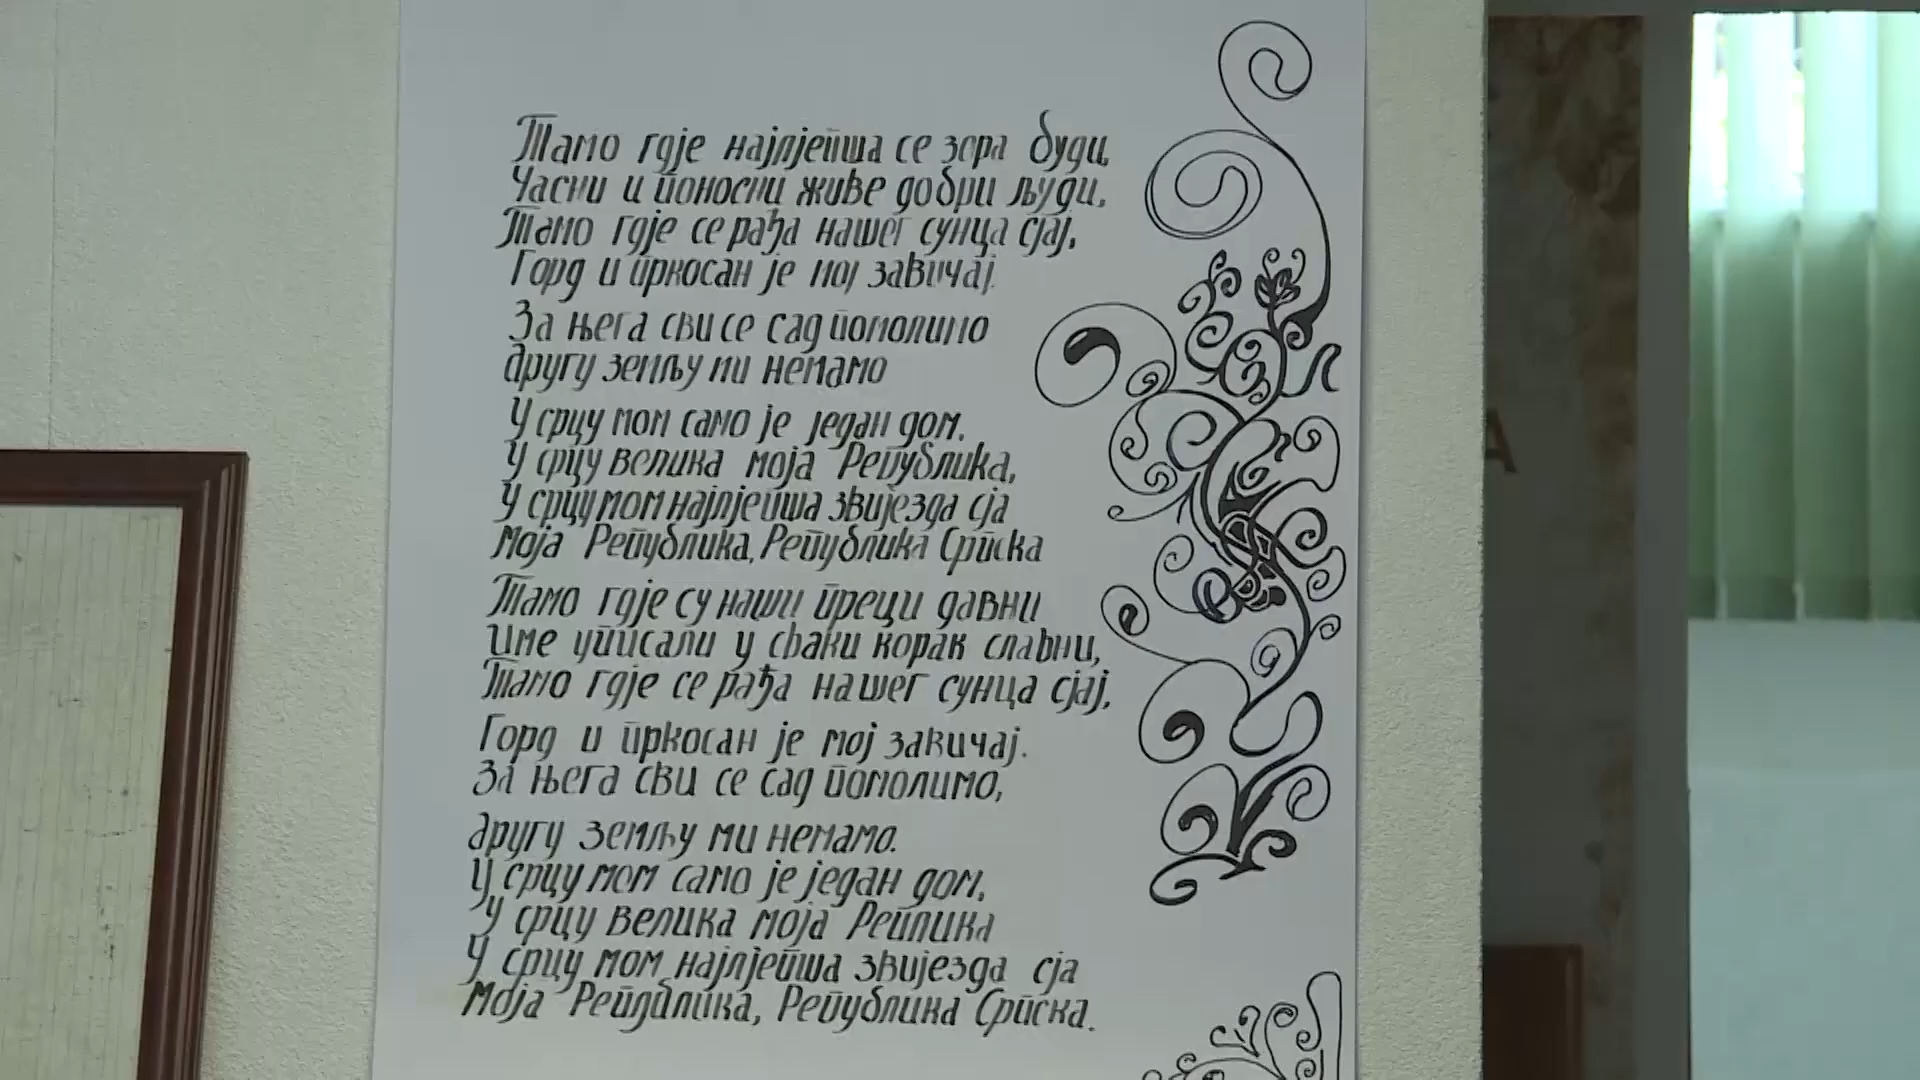 Тамо гдје најљепша се зора буди,
Часни и поносни живе добри људи,
Тамо гдје се рађа нашег сунца сјај,
Горд и пркосан је мој завичај.
За њега сви се сад помолимо
другу земљу ми немамо
У срцу мом само је један дом,
У срцу велика моја Република,
У срцу мом најљепша звијезда сја
Моја Република, Република Српска
Тамо гдје су наши преци давни
Име уписали у сваки корак славни,
Тамо гдје се рађа нашег сунца сјај,
Горд и пркосан је мој завичај.
За њега сви се сад помолимо,
другу земљу ми немамо.
У срцу мом само је један дом,
У срцу велика моја Реплика
У срцу мом најљепша звијезда сја
Моја Република, Република Српска.
А